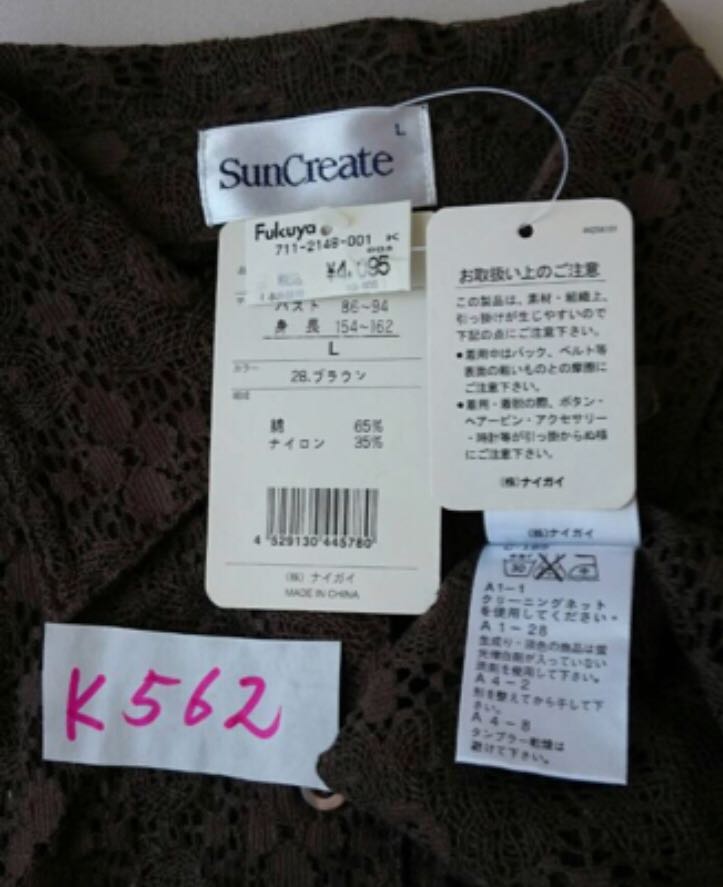 L
SunCreate
Fukuya
711-2148-001 K
¥4,095
バスト 86~94
身長 154~162
L
カラー
28.ブラウン
綿 65%
ナイロン 35%
4 529130 445780
(株)ナイガイ
MADE IN CHINA
お取扱い上のご注意
この製品は、素材・組織上、
引っ掛けが生じやすいので
下記の点にご注意下さい。
●着用中はバック、ベルト等
表面の粗いものとの摩擦に
ご注意下さい。
●着用・着脱の際、ボタン・
ヘアーピン・アクセサリー
・時計等が引っ掛からぬ様
にご注意下さい。
(株)ナイガイ
(株)ナイガイ
30
A1-1
クリーニングネット
を使用してください。
A1-28
生成り・淡色の商品は蛍
光増白剤が入っていない
洗剤を使用して下さい。
A4-2
形を整えてから干して下
さい。
A4-8
タンブラー乾燥は
避けて下さい。
K562